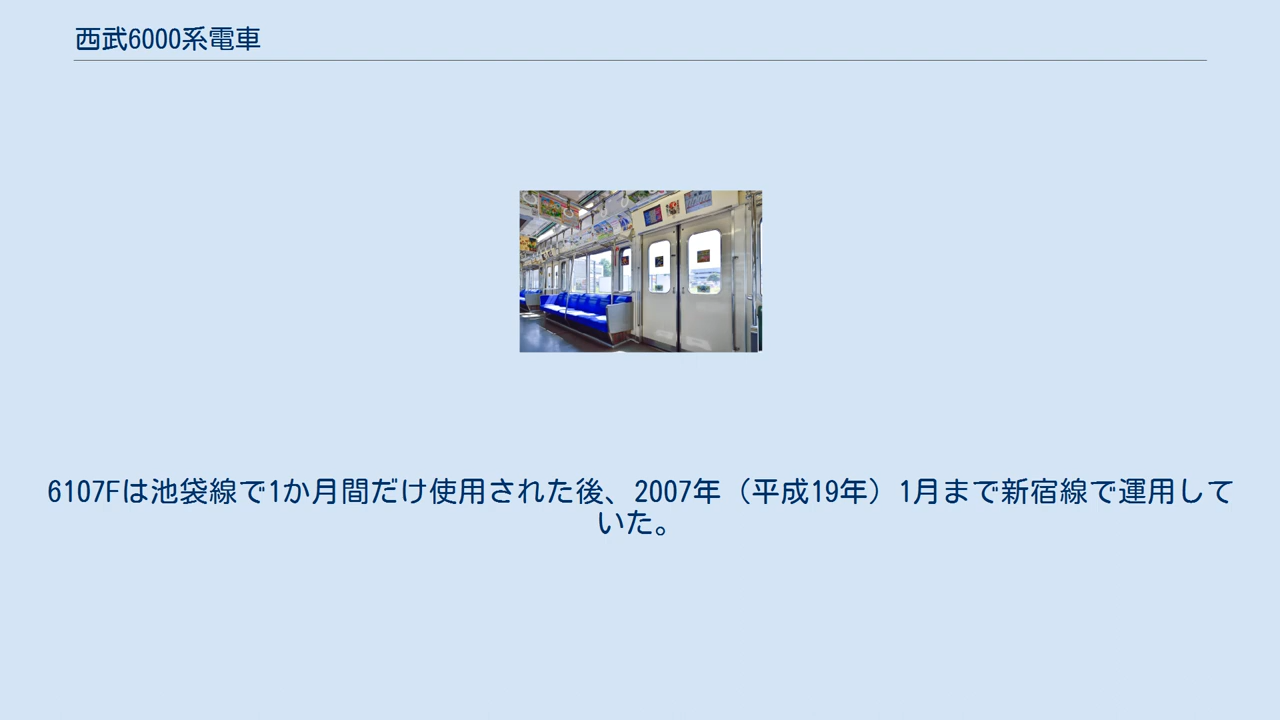 西武6000系電車
6107Fは池袋線で1か月間だけ使用された後、2007年（平成19年）1月まで新宿線で運用して
いた。